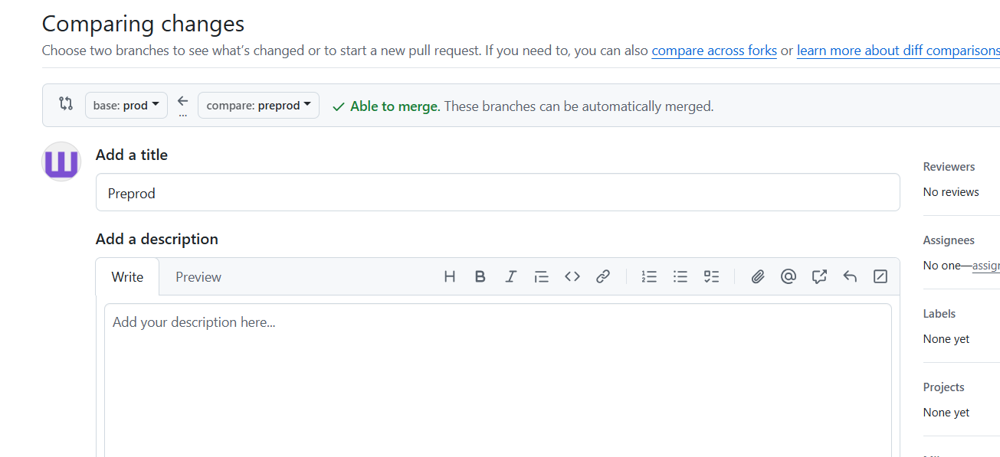 Comparing changes
Choose two branches to see what’s changed or to start a new pull request. If you need to, you can also compare across forks or learn more about diff comparisons
base: prod
compare: preprod
Able to merge. These branches can be automatically merged.
Add a title
Preprod
Add a description
Write Preview
Add your description here...
Reviewers
No reviews
Assignees
No one—assig
Labels
None yet
Projects
None yet